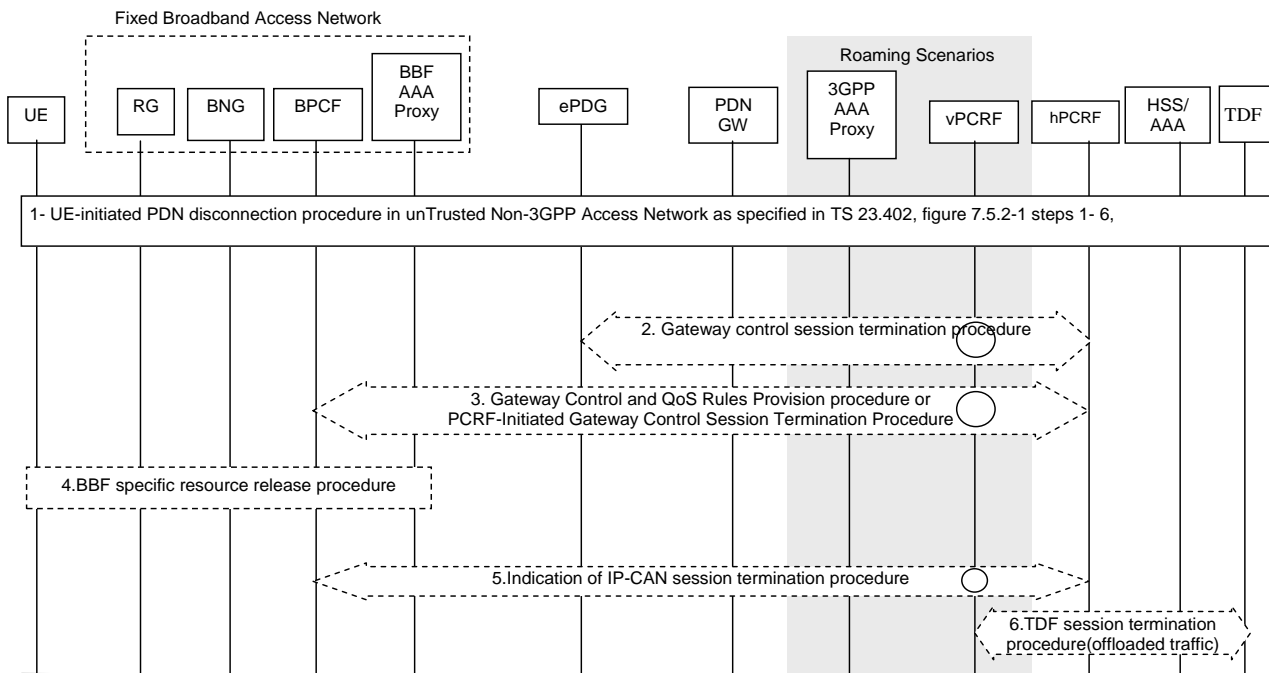 Fixed Broadband Access Network
Roaming Scenarios
UE
RG
BNG
BPCF
BBF
AAA
Proxy
ePDG
PDN
GW
3GPP
AAA
Proxy
vPCRF
hPCRF
HSS/
AAA
TDF
1- UE-initiated PDN disconnection procedure in unTrusted Non-3GPP Access Network as specified in TS 23.402, figure 7.5.2-1 steps 1- 6,
2. Gateway control session termination procedure
3. Gateway Control and QoS Rules Provision procedure or
PCRF-Initiated Gateway Control Session Termination Procedure
4.BBF specific resource release procedure
5.Indication of IP-CAN session termination procedure
6.TDF session termination
procedure(offloaded traffic)